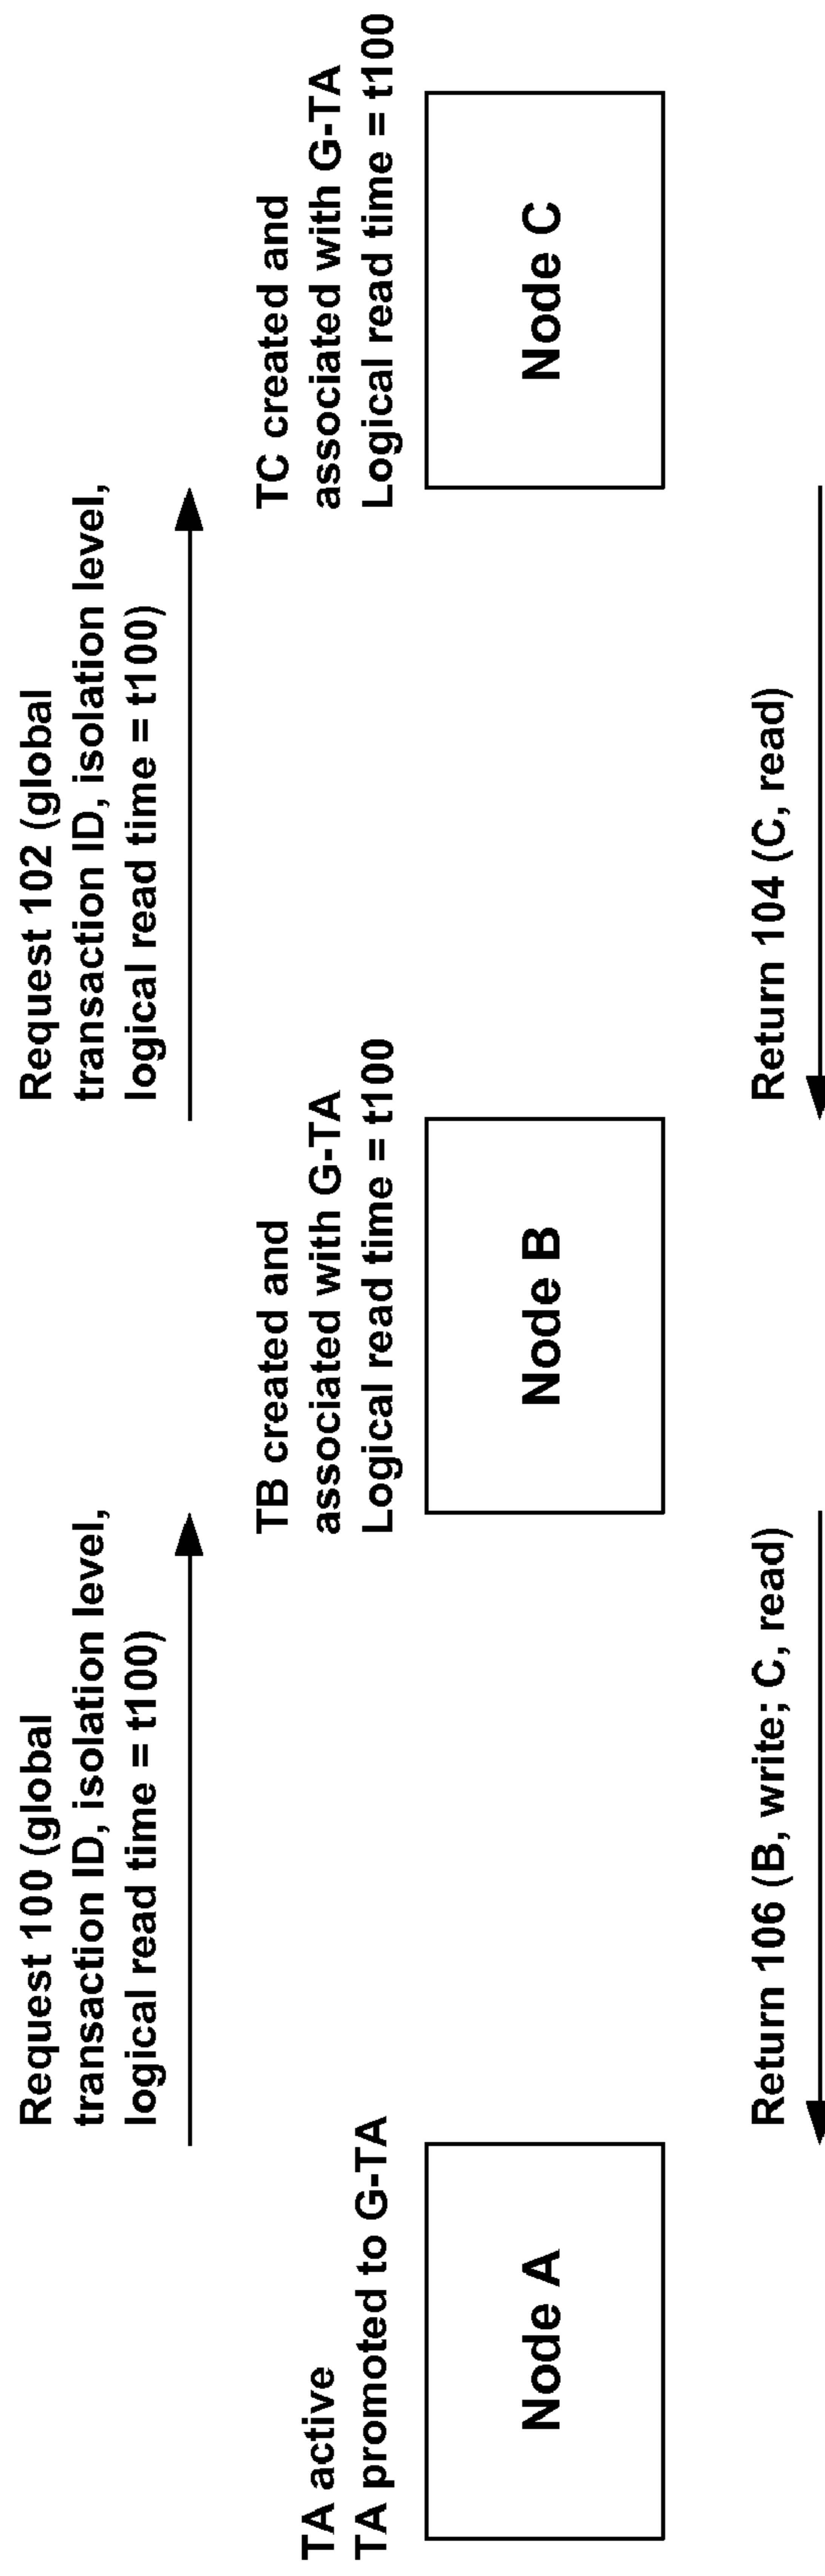 Request 100 (global
transaction ID, isolation level,
logical read time = t100)
Request 102 (global
transaction ID, isolation level,
logical read time = t100)
TA active
TA promoted to G-TA
TB created and
associated with G-TA
Logical read time = t100
TC created and
associated with G-TA
Logical read time = t100
Node A
Node B
Node C
Return 106 (B, write; C, read)
Return 104 (C, read)